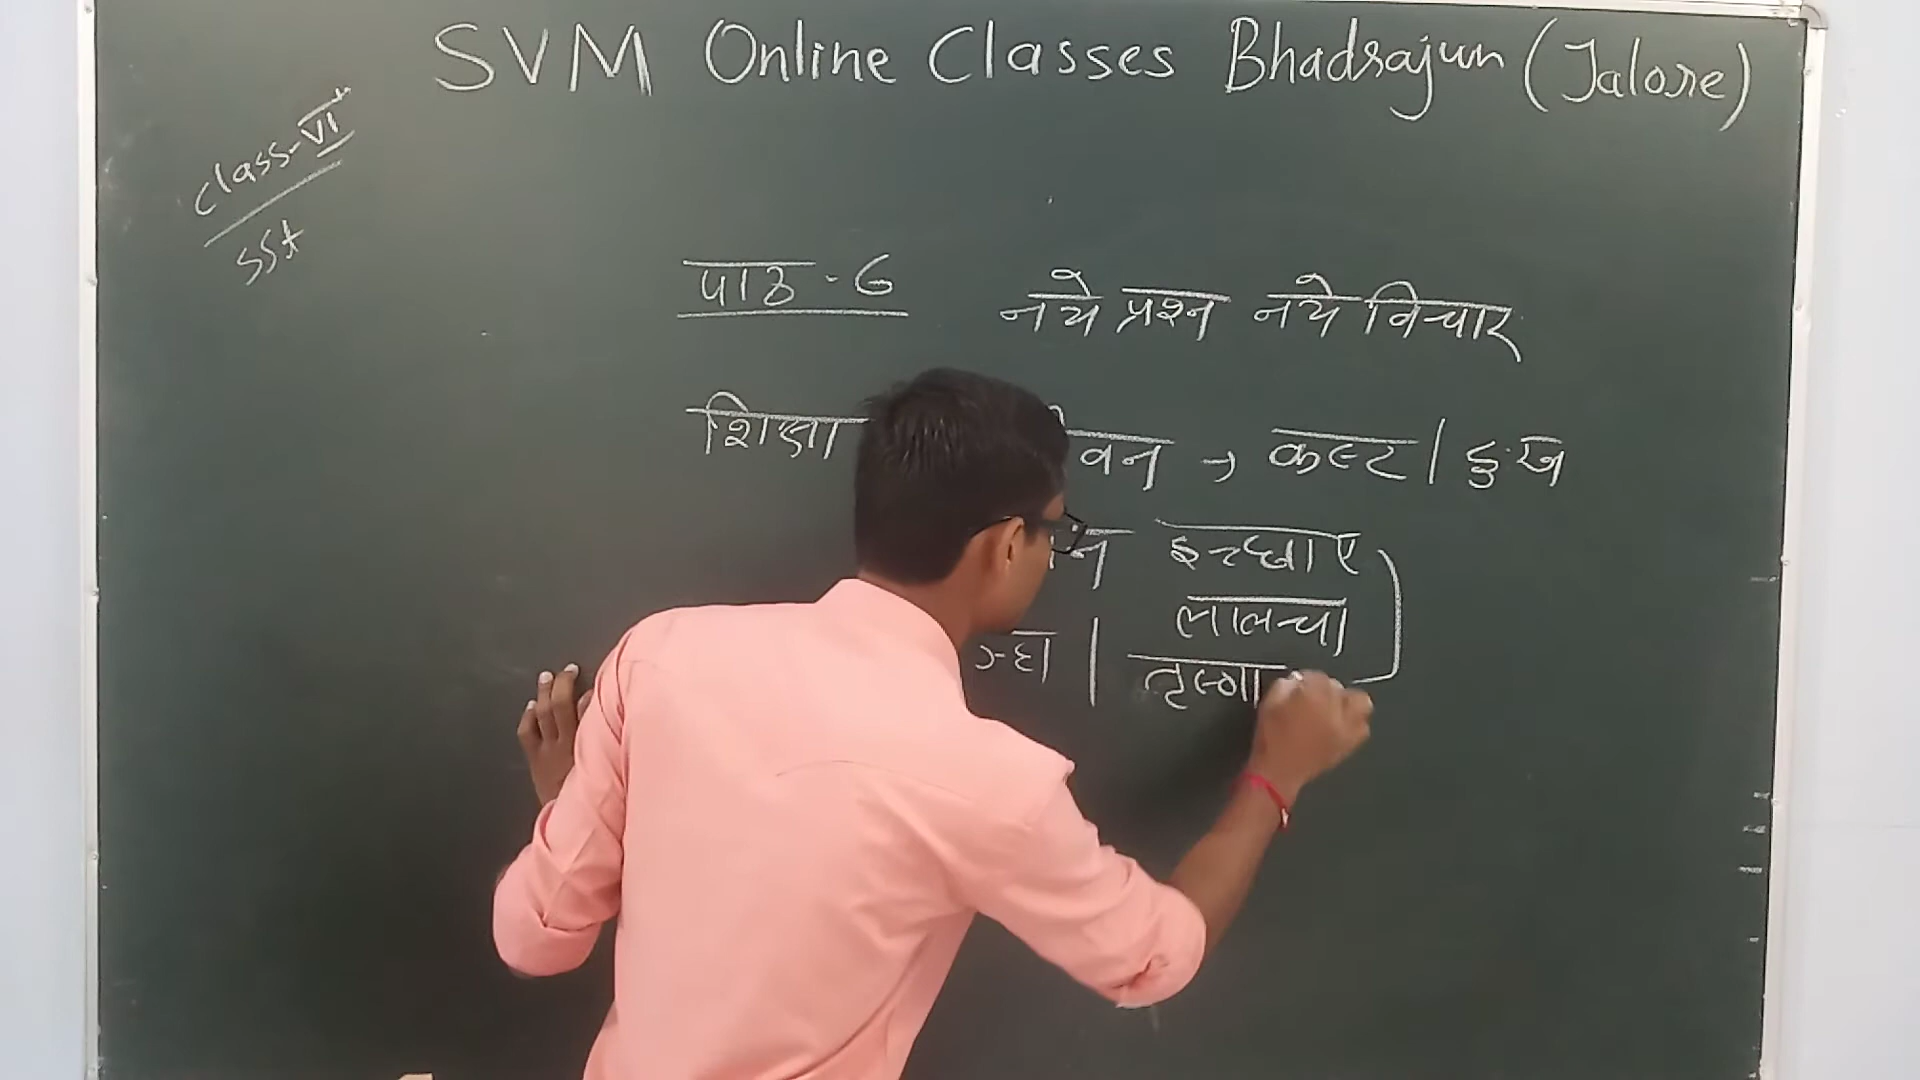 SVM Online Classes Bhadrajun (Jalore)
Class-VI
SSt
पाठ - 6 नये प्रश्न नये विचार
शिक्षा वन → कष्ट | दुःख
इच्छाए
लालच |
| तृष्णा